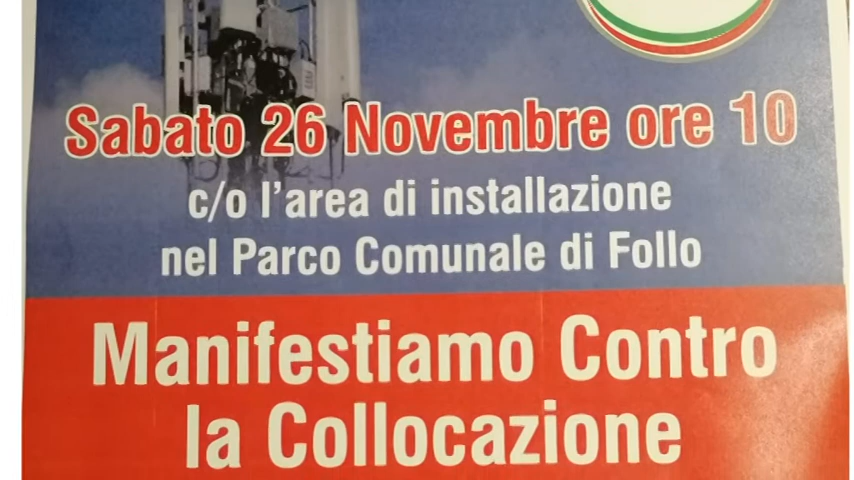 Sabato 26 Novembre ore 10
c/o l'area di installazione
nel Parco Comunale di Follo
Manifestiamo Contro
la Collocazione